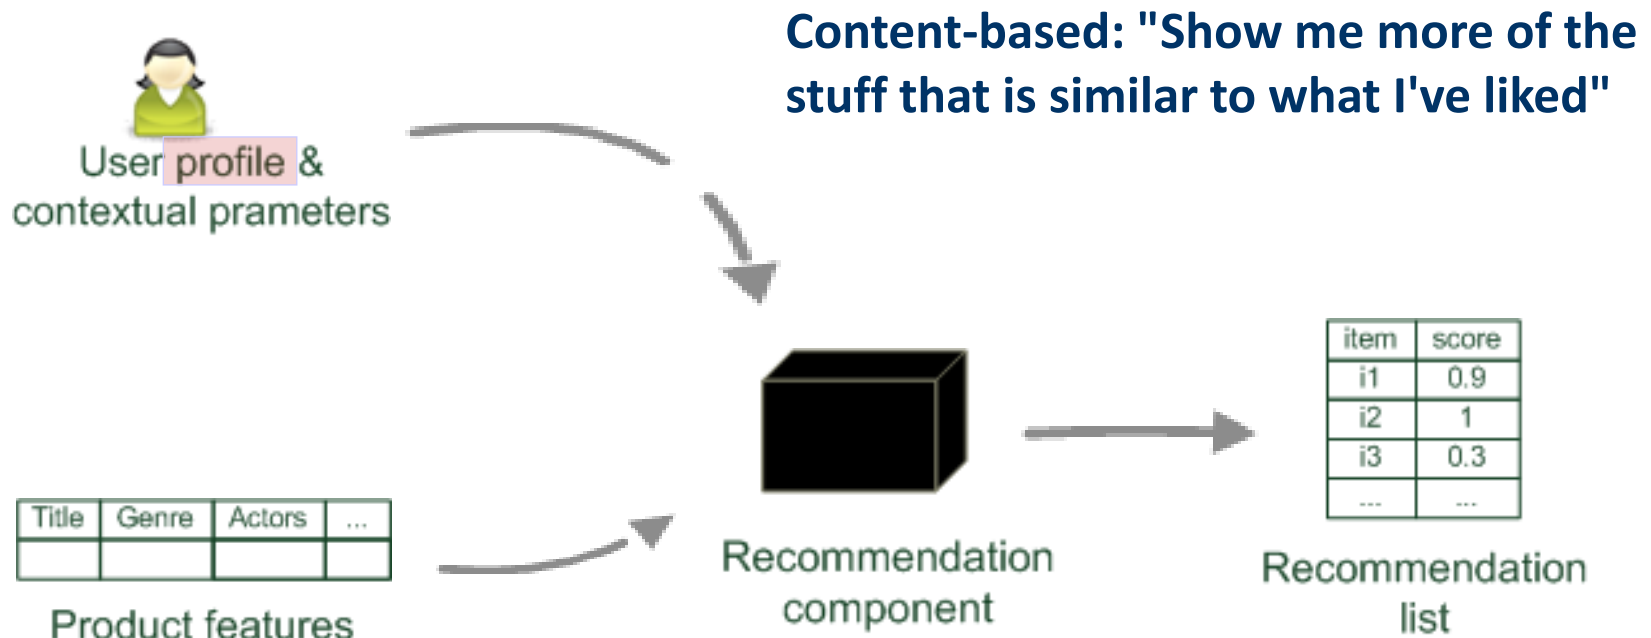 Content-based: "Show me more of the
stuff that is similar to what I've liked"
User profile &
contextual prameters
Title Genre Actors ...
Product features
Recommendation
component
item score
i1 0.9
i2 1
i3 0.3
... ...
Recommendation
list